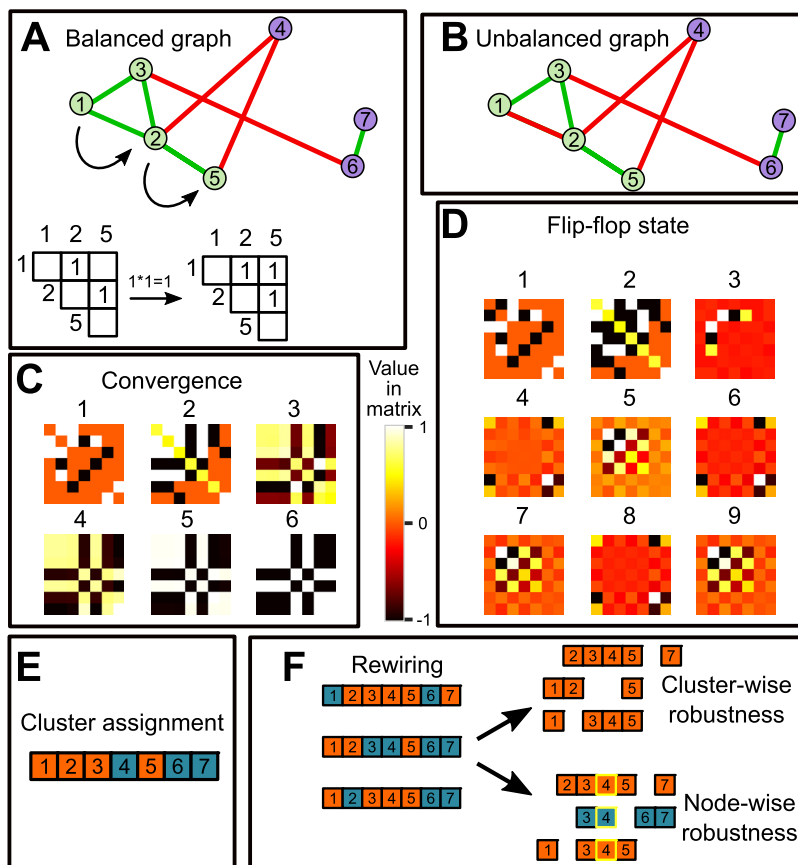 A Balanced graph
4
3
1
2
5
7
6
1 2 5
1 1
2 1
5
1*1=1
1 2 5
1 1 1
2 1
5
B Unbalanced graph
4
3
1
2
5
7
6
C Convergence
1 2 3
4 5 6
Value
in
matrix
1
0
-1
D Flip-flop state
1 2 3
4 5 6
7 8 9
E
Cluster assignment
1 2 3 4 5 6 7
F Rewiring
1 2 3 4 5 6 7
1 2 3 4 5 6 7
1 2 3 4 5 6 7
2 3 4 5 7
1 2 5
1 3 4 5
Cluster-wise
robustness
2 3 4 5 7
3 4 6 7
1 3 4 5
Node-wise
robustness